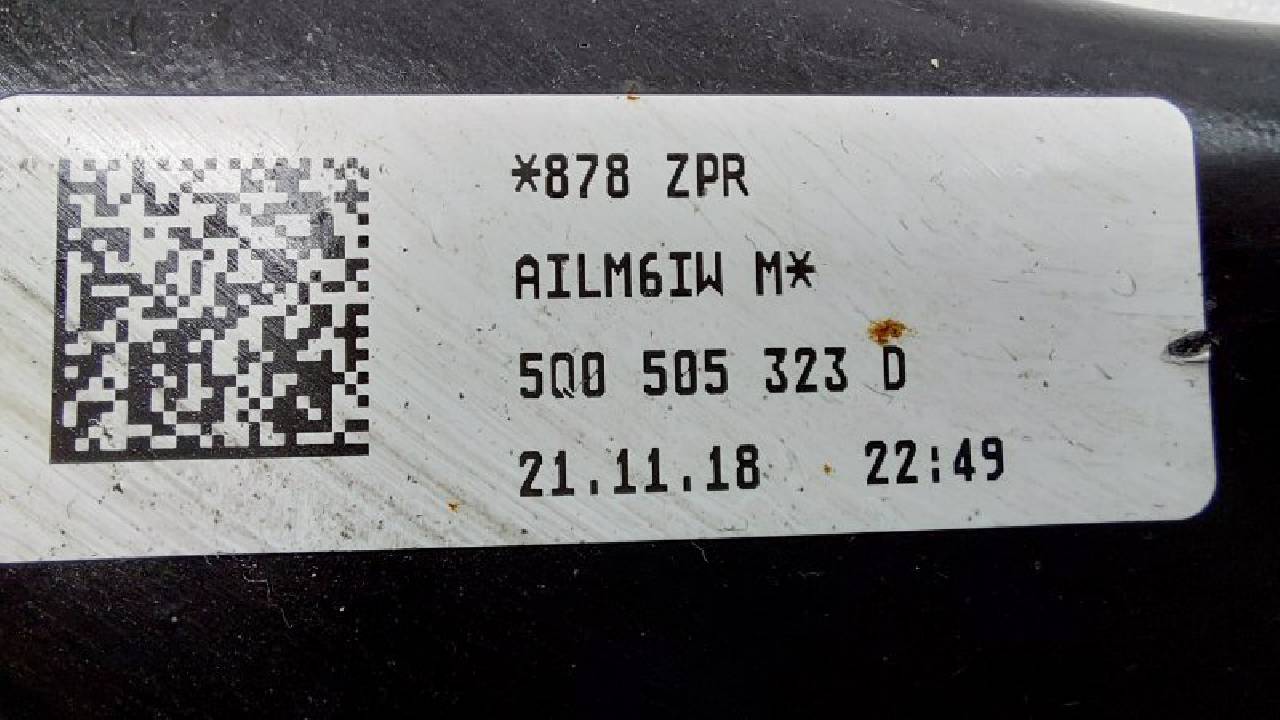 *878 ZPR
AILM6IW M*
5Q0 505 323 D
21.11.18 22:49